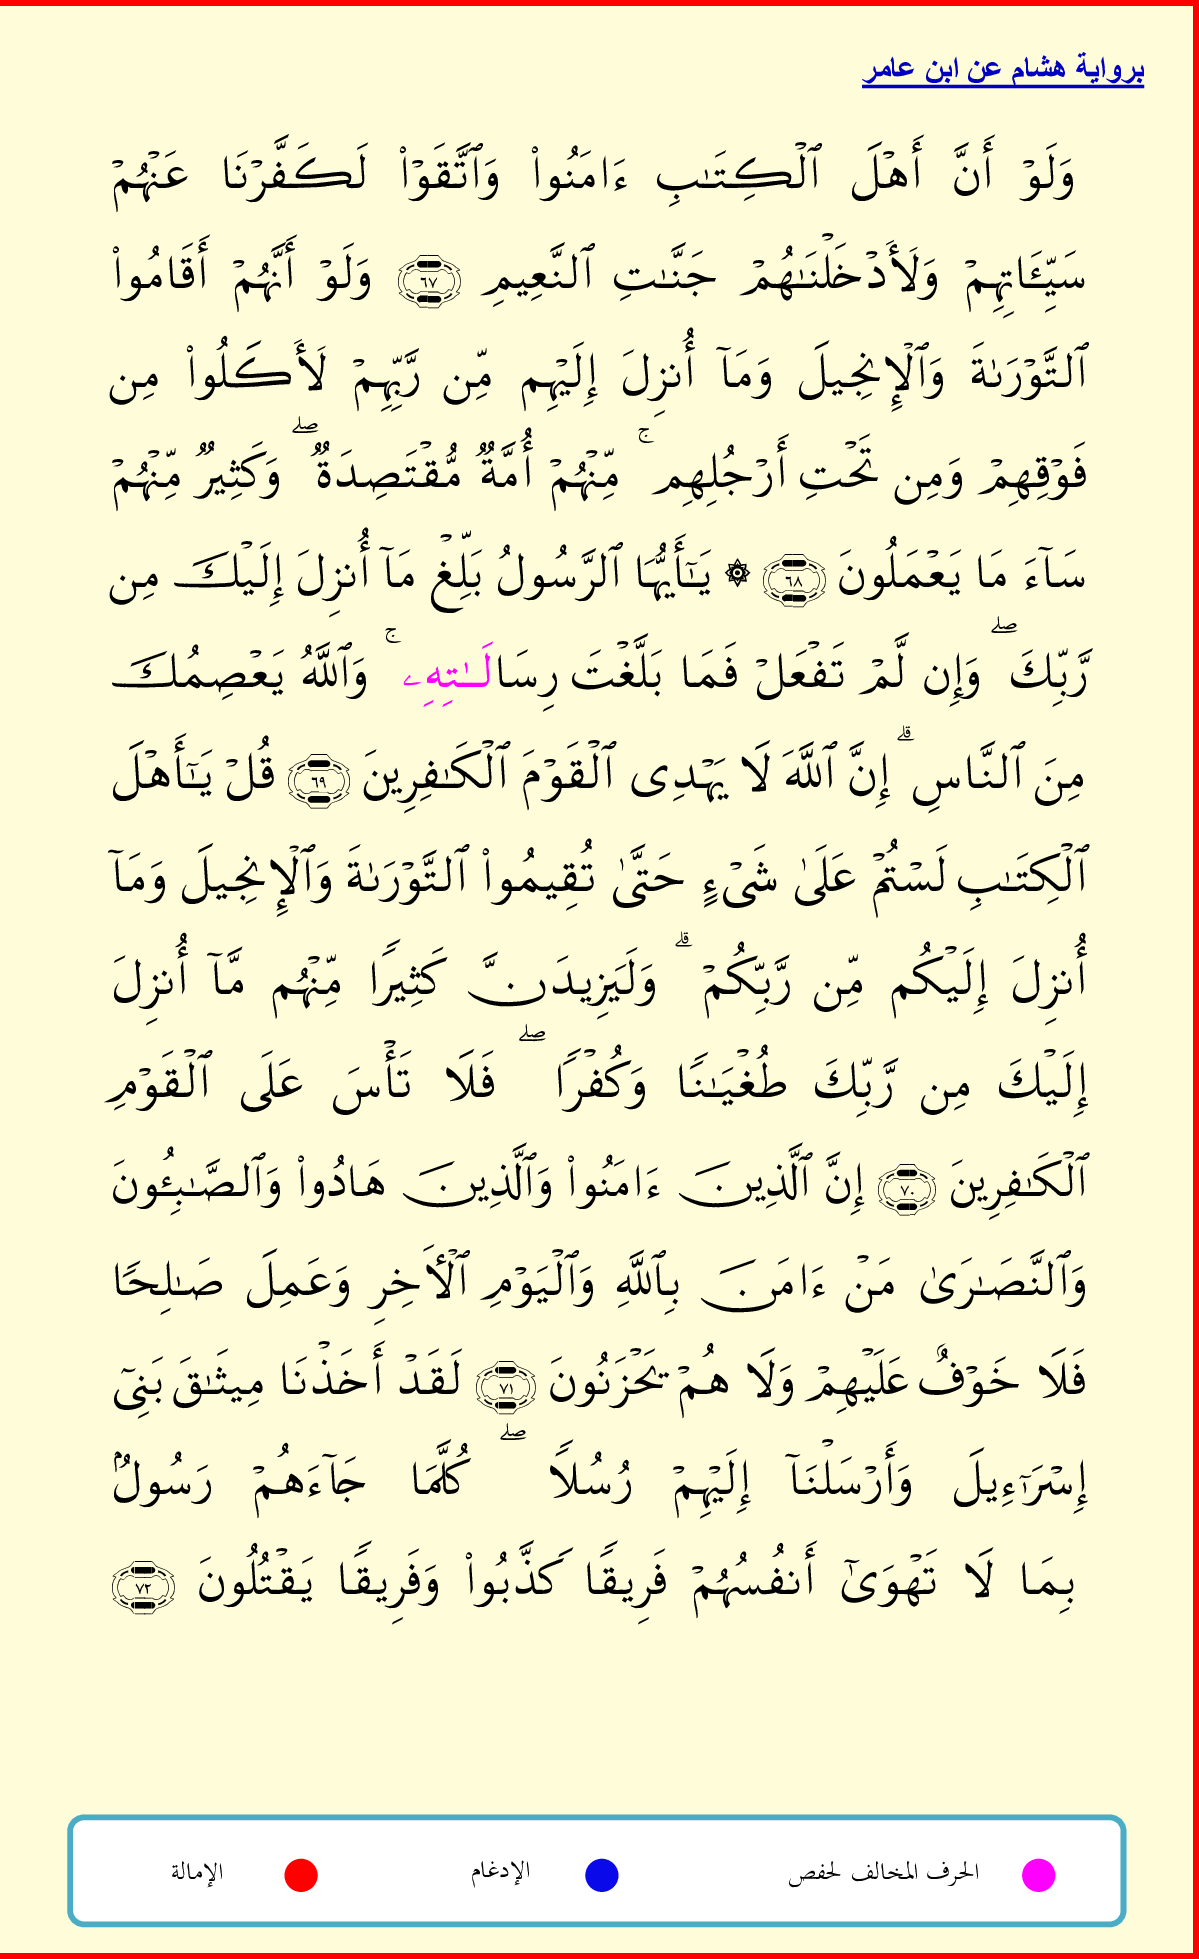 برواية هشام عن ابن عامر
وَلَوْ أَنَّ أَهْلَ ٱلْكِتَـٰبِ ءَامَنُوا۟ وَٱتَّقَوْا۟ لَكَفَّرْنَا عَنْهُمْ
سَيِّـَٔاتِهِمْ وَلَأَدْخَلْنَـٰهُمْ جَنَّـٰتِ ٱلنَّعِيمِ ٦٧ وَلَوْ أَنَّهُمْ أَقَامُوا۟
ٱلتَّوْرَىٰةَ وَٱلْإِنجِيلَ وَمَآ أُنزِلَ إِلَيْهِم مِّن رَّبِّهِمْ لَأَكَلُوا۟ مِن
فَوْقِهِمْ وَمِن تَحْتِ أَرْجُلِهِم ۚ مِّنْهُمْ أُمَّةٌ مُّقْتَصِدَةٌ ۖ وَكَثِيرٌ مِّنْهُمْ
سَآءَ مَا يَعْمَلُونَ ٦٨ ۞ يَـٰٓأَيُّهَا ٱلرَّسُولُ بَلِّغْ مَآ أُنزِلَ إِلَيْكَ مِن
رَّبِّكَ ۖ وَإِن لَّمْ تَفْعَلْ فَمَا بَلَّغْتَ رِسَالَـٰتِهِۦ ۚ وَٱللَّهُ يَعْصِمُكَ
مِنَ ٱلنَّاسِ ۗ إِنَّ ٱللَّهَ لَا يَهْدِى ٱلْقَوْمَ ٱلْكَـٰفِرِينَ ٦٩ قُلْ يَـٰٓأَهْلَ
ٱلْكِتَـٰبِ لَسْتُمْ عَلَىٰ شَىْءٍ حَتَّىٰ تُقِيمُوا۟ ٱلتَّوْرَىٰةَ وَٱلْإِنجِيلَ وَمَآ
أُنزِلَ إِلَيْكُم مِّن رَّبِّكُمْ ۗ وَلَيَزِيدَنَّ كَثِيرًا مِّنْهُم مَّآ أُنزِلَ
إِلَيْكَ مِن رَّبِّكَ طُغْيَـٰنًا وَكُفْرًا ۖ فَلَا تَأْسَ عَلَى ٱلْقَوْمِ
ٱلْكَـٰفِرِينَ ٧٠ إِنَّ ٱلَّذِينَ ءَامَنُوا۟ وَٱلَّذِينَ هَادُوا۟ وَٱلصَّـٰبِـُٔونَ
وَٱلنَّصَـٰرَىٰ مَنْ ءَامَنَ بِٱللَّهِ وَٱلْيَوْمِ ٱلْـَٔاخِرِ وَعَمِلَ صَـٰلِحًا
فَلَا خَوْفٌ عَلَيْهِمْ وَلَا هُمْ يَحْزَنُونَ ٧١ لَقَدْ أَخَذْنَا مِيثَـٰقَ بَنِىٓ
إِسْرَٰٓءِيلَ وَأَرْسَلْنَآ إِلَيْهِمْ رُسُلًا ۖ كُلَّمَا جَآءَهُمْ رَسُولٌۢ
بِمَا لَا تَهْوَىٰٓ أَنفُسُهُمْ فَرِيقًا كَذَّبُوا۟ وَفَرِيقًا يَقْتُلُونَ ٧٢
الحرف المخالف لحفص الإدغام الإمالة